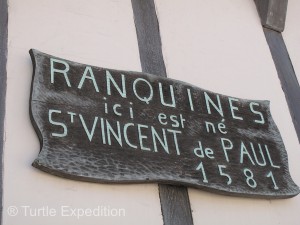 RANQUINES
ici est né
ST VINCENT de PAUL
1581
® Turtle Expedition